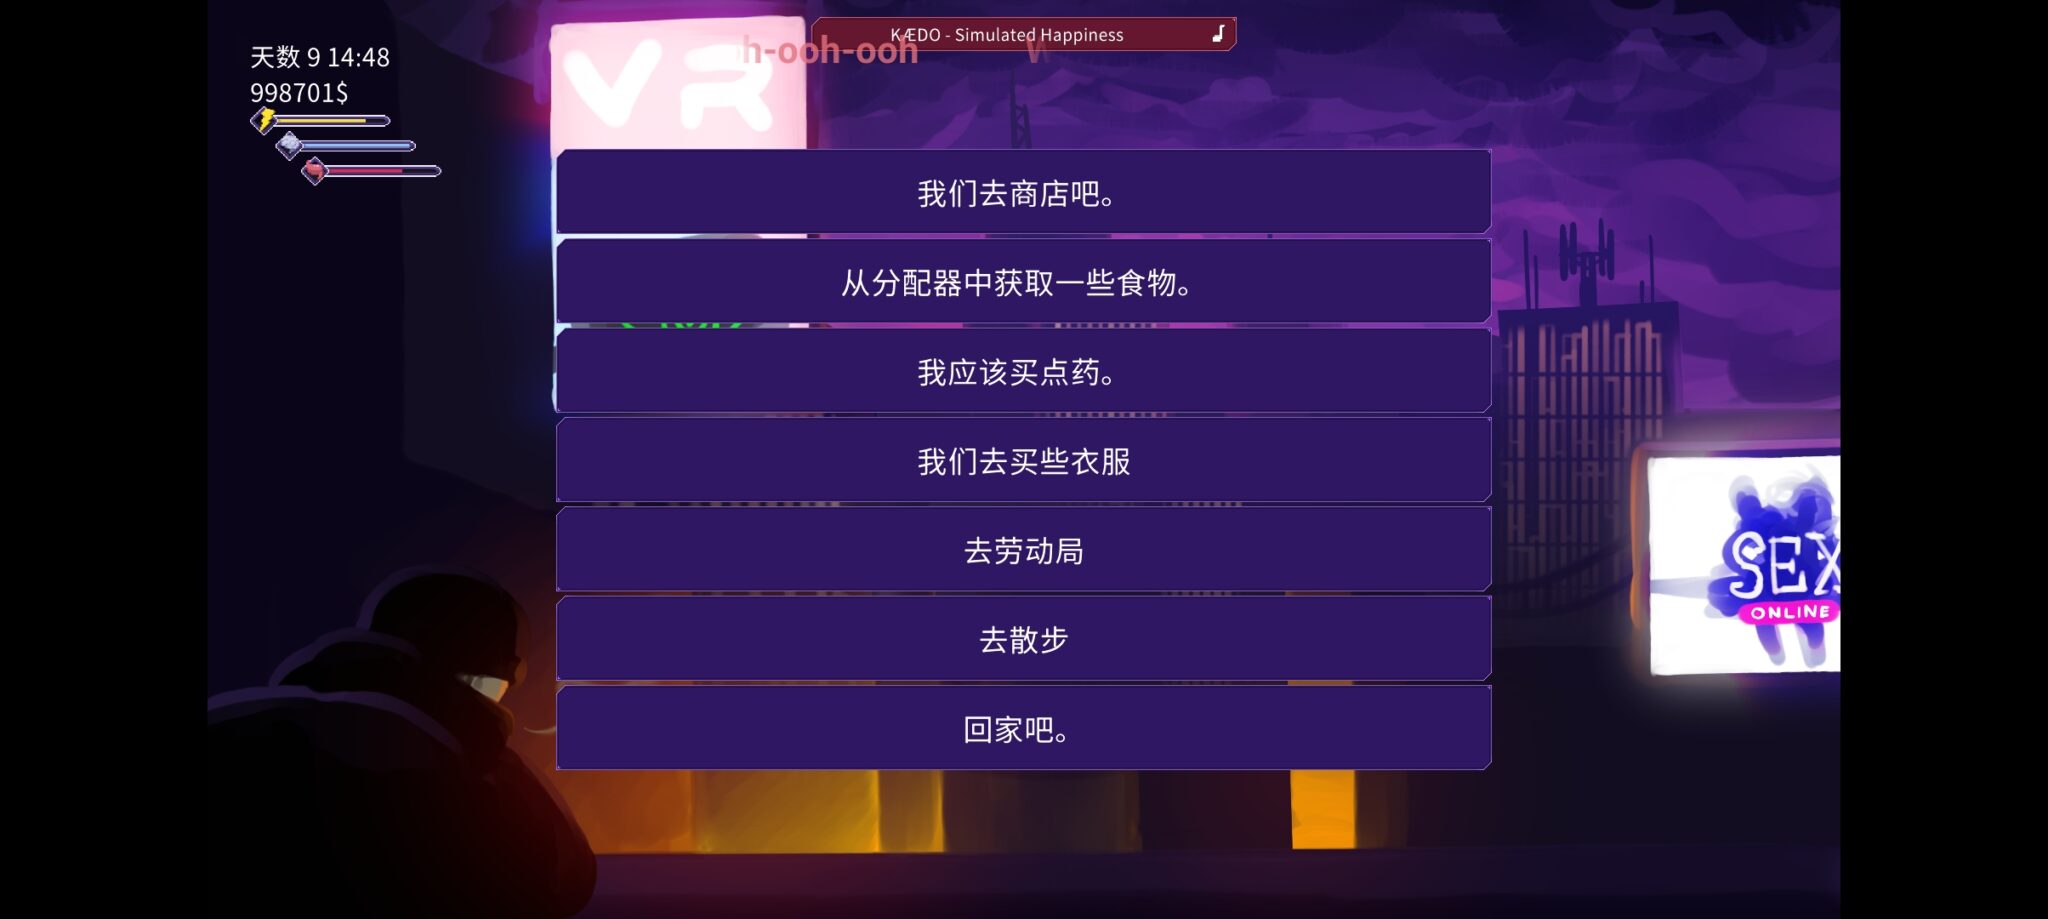 天数 9 14:48
998701$
VR
KÆDO - Simulated Happiness
h-ooh-ooh
我们去商店吧。
从分配器中获取一些食物。
我应该买点药。
我们去买些衣服
去劳动局
去散步
回家吧。
SEX
ONLINE